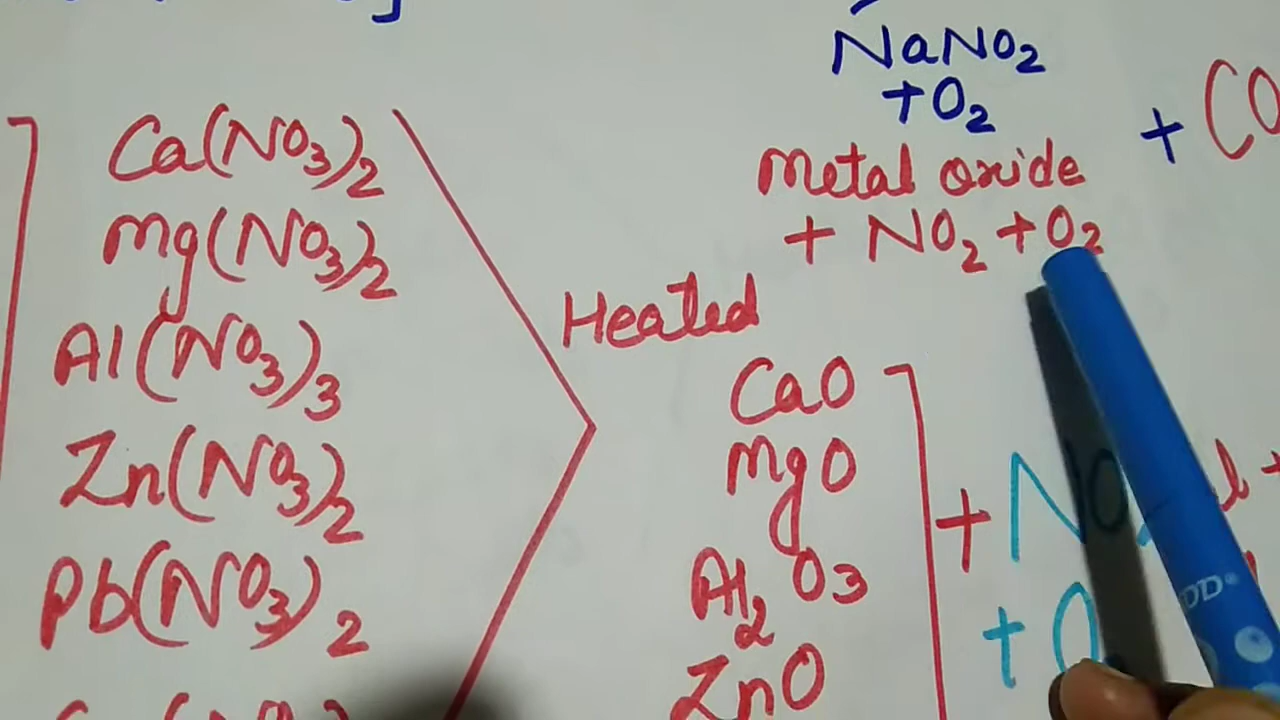 NaNO2
+O2
+ CO
Metal oxide
+ NO2 + O2
Ca(NO3)2
Mg(NO3)2
Al(NO3)3
Zn(NO3)2
Pb(NO3)2
Heated
CaO
MgO
Al2O3
ZnO
+ NO
+ O